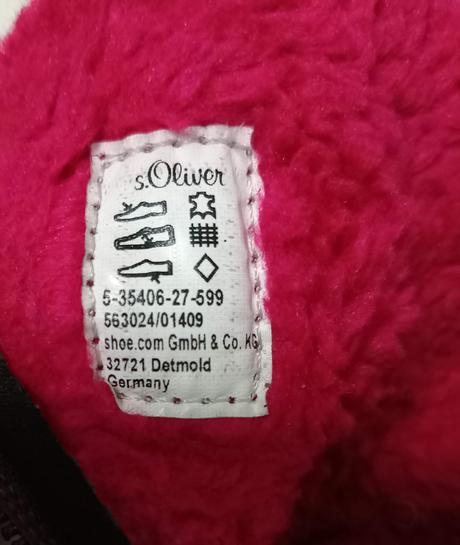 s.Oliver
5-35406-27-599
563024/01409
shoe.com GmbH & Co. KG
32721 Detmold
Germany